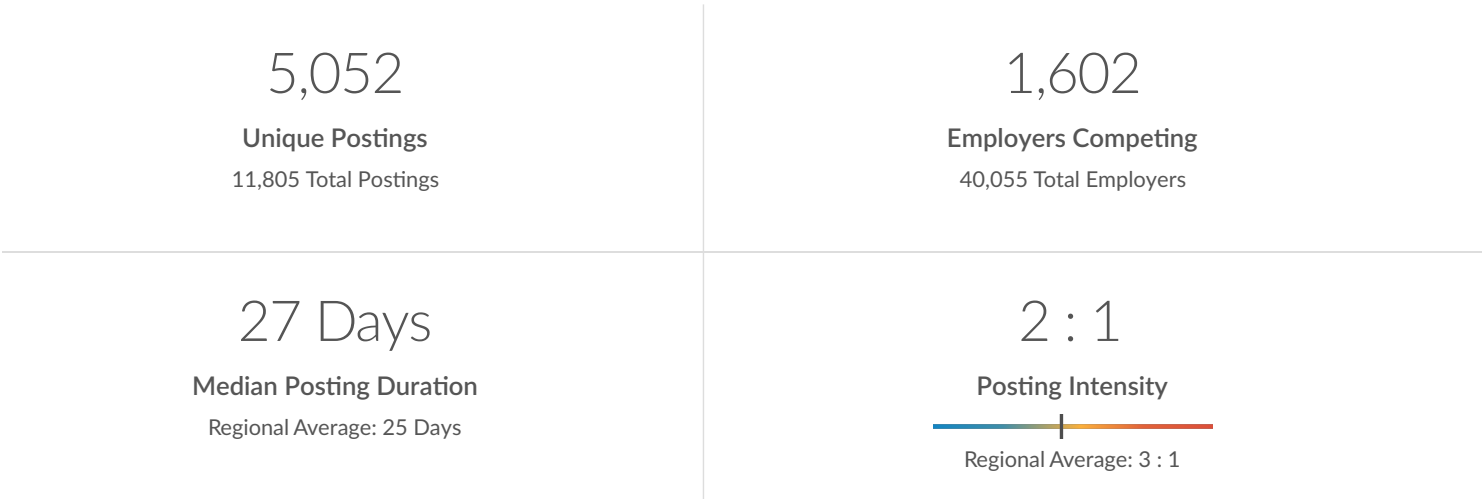 5,052
Unique Postings
11,805 Total Postings
1,602
Employers Competing
40,055 Total Employers
27 Days
Median Posting Duration
Regional Average: 25 Days
2 : 1
Posting Intensity
Regional Average: 3 : 1